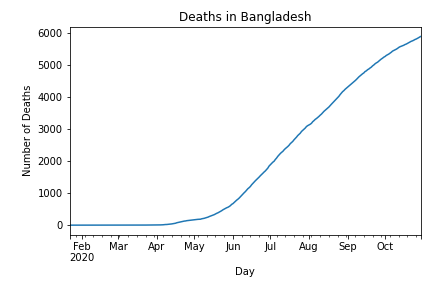 Deaths in Bangladesh
6000
5000
4000
3000
2000
1000
0
Number of Deaths
Feb Mar Apr May Jun Jul Aug Sep Oct
2020
Day